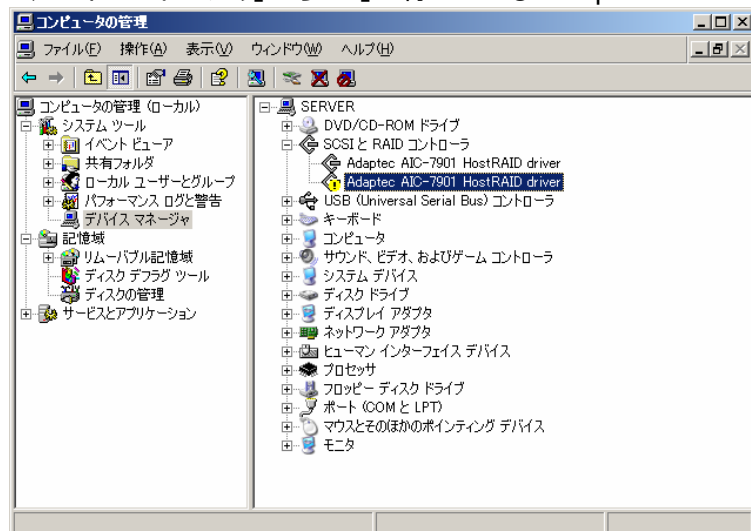 コンピュータの管理
ファイル(F) 操作(A) 表示(V) ウィンドウ(W) ヘルプ(H)
コンピュータの管理 (ローカル)
システム ツール
イベント ビューア
共有フォルダ
ローカル ユーザーとグループ
パフォーマンス ログと警告
デバイス マネージャ
記憶域
リムーバブル記憶域
ディスク デフラグ ツール
ディスクの管理
サービスとアプリケーション
SERVER
DVD/CD-ROM ドライブ
SCSI と RAID コントローラ
Adaptec AIC-7901 HostRAID driver
Adaptec AIC-7901 HostRAID driver
USB (Universal Serial Bus) コントローラ
キーボード
コンピュータ
サウンド、ビデオ、およびゲーム コントローラ
システム デバイス
ディスク ドライブ
ディスプレイ アダプタ
ネットワーク アダプタ
ヒューマン インターフェイス デバイス
プロセッサ
フロッピー ディスク ドライブ
ポート (COM と LPT)
マウスとそのほかのポインティング デバイス
モニタ